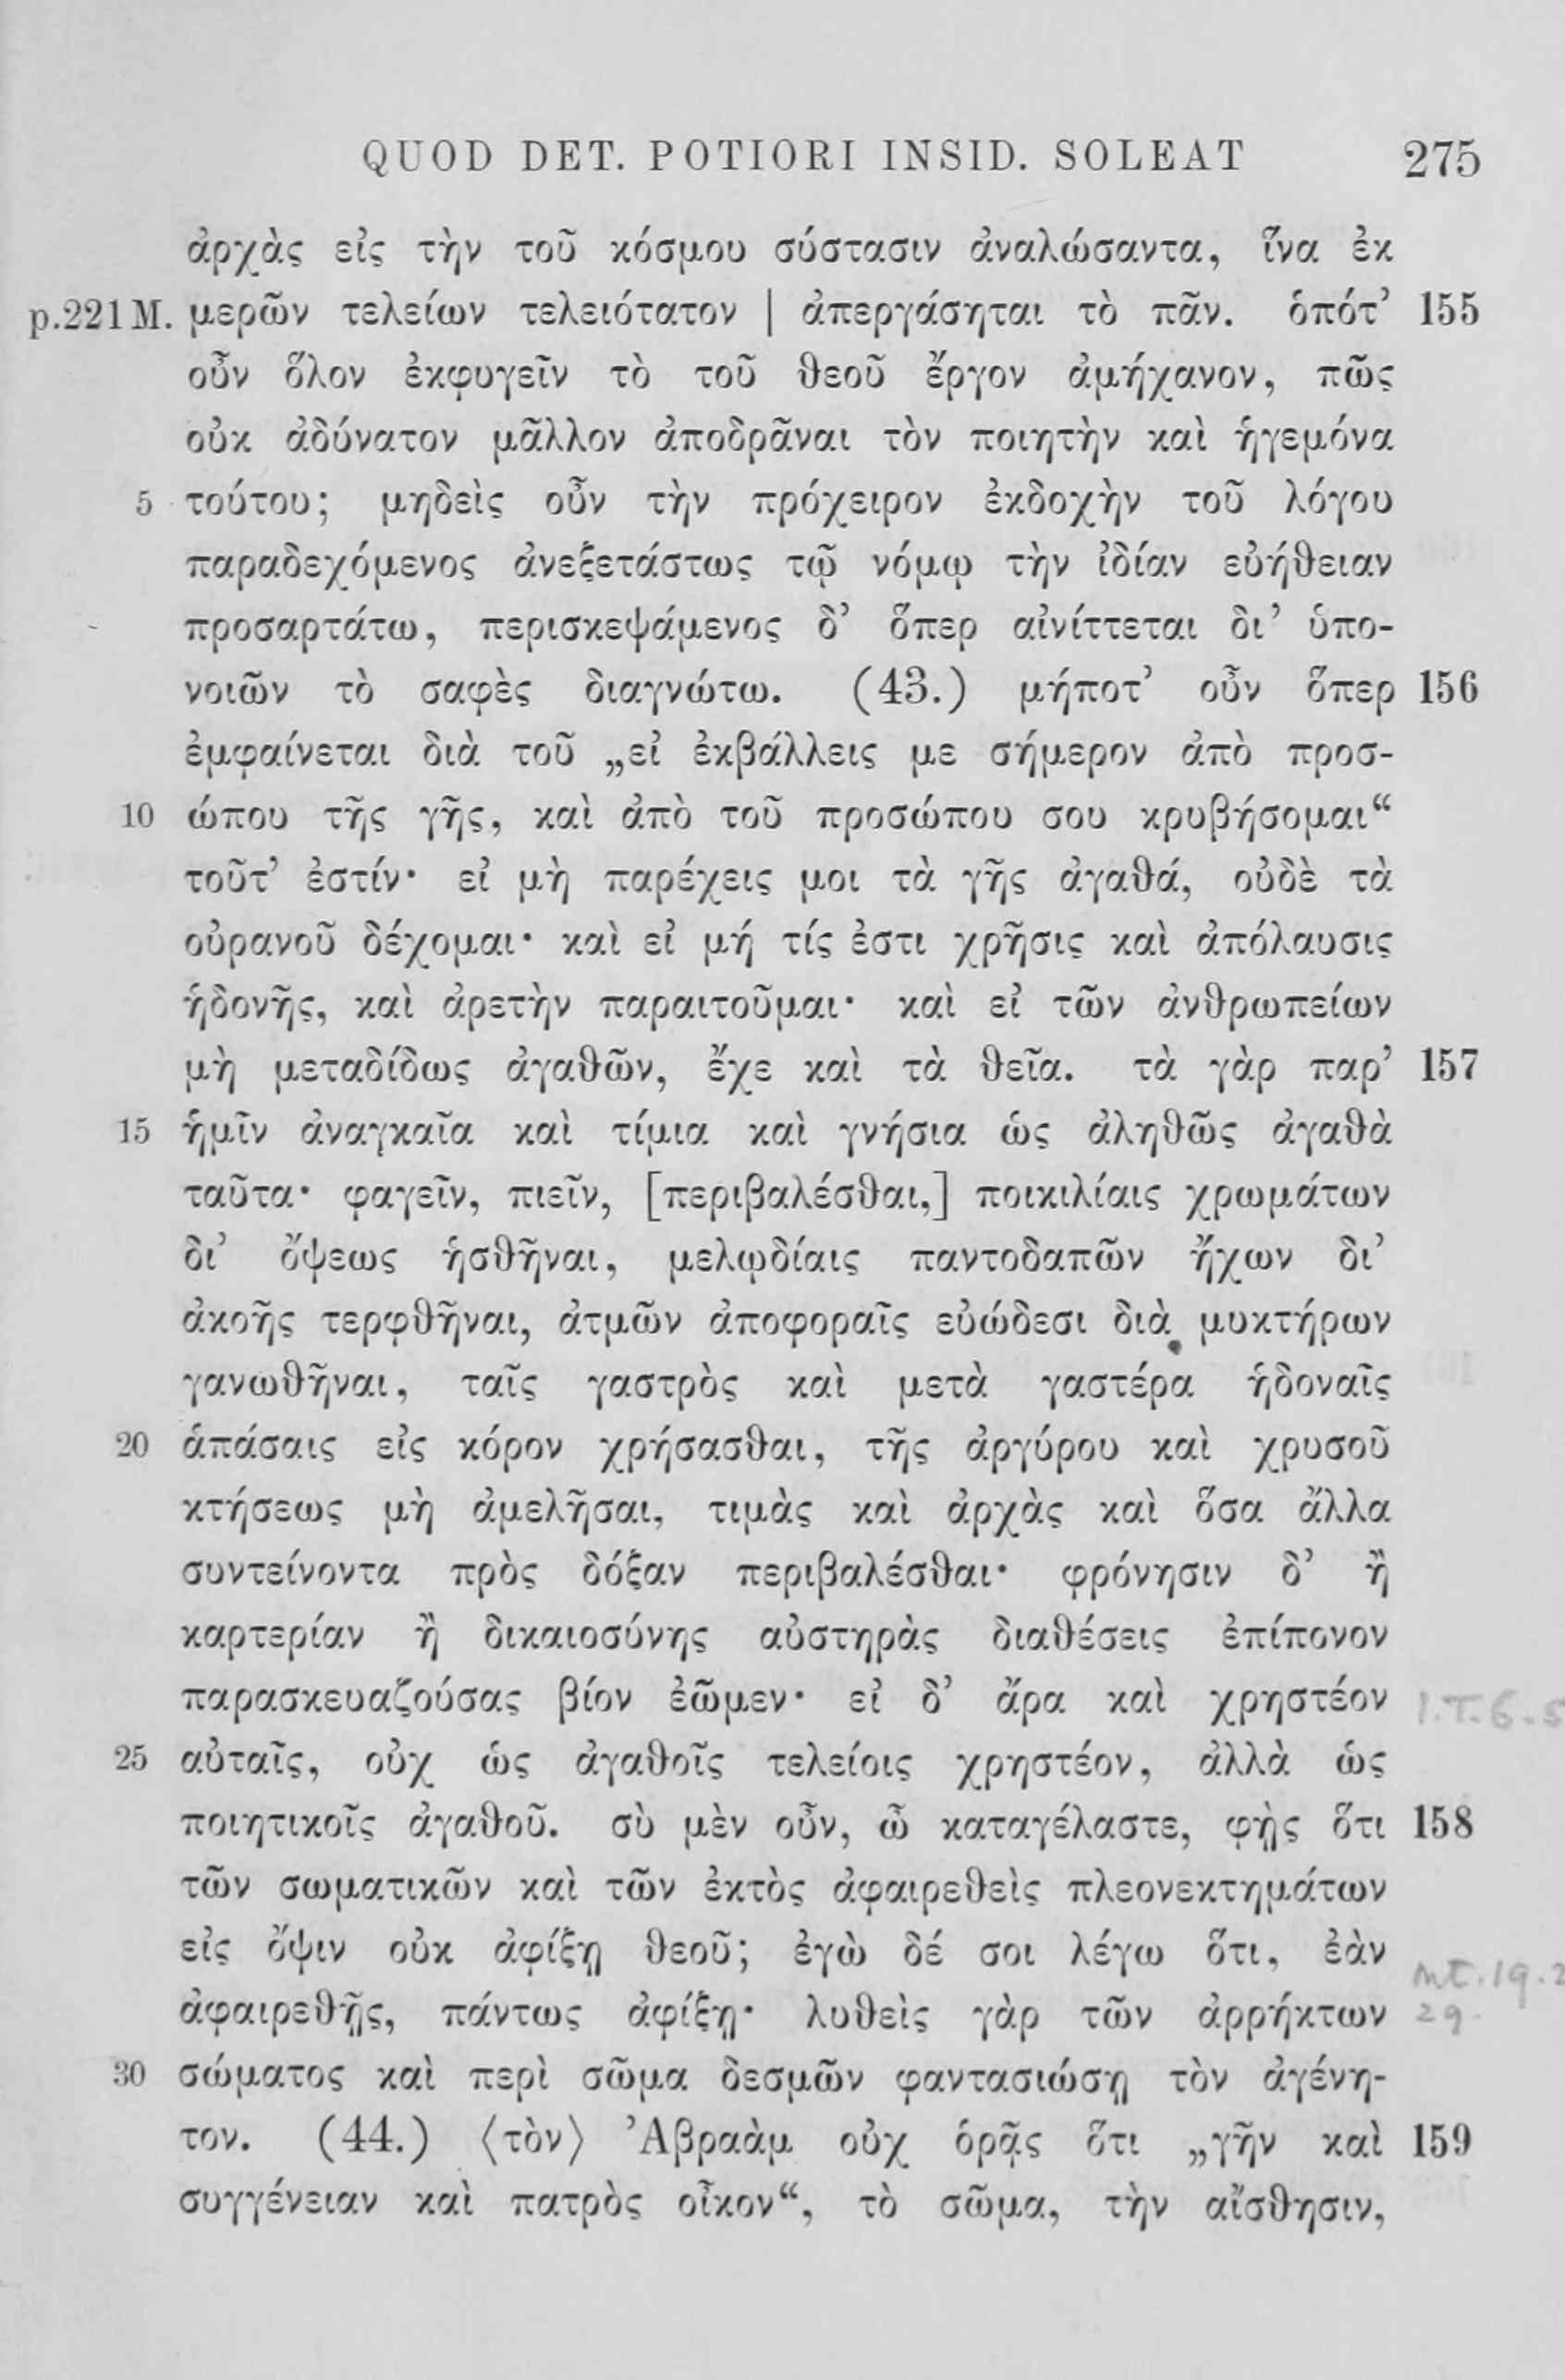 QUOD DET. POTIORI INSID. SOLEAT 275
ἀρχὰς εἰς τὴν τοῦ κόσμου σύστασιν ἀναλώσαντα, ἵνα ἐκ
p.221 M. μερῶν τελείων τελειότατον | ἀπεργάσηται τὸ πᾶν. ὁπότ’ 155
οὖν ὅλον ἐκφυγεῖν τὸ τοῦ θεοῦ ἔργον ἀμήχανον, πῶς
οὐκ ἀδύνατον μᾶλλον ἀποδρᾶναι τὸν ποιητὴν καὶ ἡγεμόνα
5 τούτου; μηδεὶς οὖν τὴν πρόχειρον ἐκδοχὴν τοῦ λόγου
παραδεχόμενος ἀνεξετάστως τῷ νόμῳ τὴν ἰδίαν εὐήθειαν
προσαρτάτω, περισκεψάμενος δ’ ὅπερ αἰνίττεται δι’ ὑπο-
νοιῶν τὸ σαφὲς διαγνώτω. (43.) μήποτ’ οὖν ὅπερ 156
ἐμφαίνεται διὰ τοῦ „εἰ ἐκβάλλεις με σήμερον ἀπὸ προσ-
10 ώπου τῆς γῆς, καὶ ἀπὸ τοῦ προσώπου σου κρυβήσομαι“
τοῦτ’ ἐστίν· εἰ μὴ παρέχεις μοι τὰ γῆς ἀγαθά, οὐδὲ τὰ
οὐρανοῦ δέχομαι· καὶ εἰ μή τίς ἐστι χρῆσις καὶ ἀπόλαυσις
ἡδονῆς, καὶ ἀρετὴν παραιτοῦμαι· καὶ εἰ τῶν ἀνθρωπείων
μὴ μεταδίδως ἀγαθῶν, ἔχε καὶ τὰ θεῖα. τὰ γὰρ παρ’ 157
15 ἡμῖν ἀναγκαῖα καὶ τίμια καὶ γνήσια ὡς ἀληθῶς ἀγαθὰ
ταῦτα· φαγεῖν, πιεῖν, [περιβαλέσθαι,] ποικιλίαις χρωμάτων
δι’ ὄψεως ἡσθῆναι, μελῳδίαις παντοδαπῶν ἤχων δι’
ἀκοῆς τερφθῆναι, ἀτμῶν ἀποφοραῖς εὐώδεσι διὰ μυκτήρων
γανωθῆναι, ταῖς γαστρὸς καὶ μετὰ γαστέρα ἡδοναῖς
20 ἁπάσαις εἰς κόρον χρήσασθαι, τῆς ἀργύρου καὶ χρυσοῦ
κτήσεως μὴ ἀμελῆσαι, τιμὰς καὶ ἀρχὰς καὶ ὅσα ἄλλα
συντείνοντα πρὸς δόξαν περιβαλέσθαι· φρόνησιν δ’ ἢ
καρτερίαν ἢ δικαιοσύνης αὐστηρὰς διαθέσεις ἐπίπονον
παρασκευαζούσας βίον ἐῶμεν· εἰ δ’ ἄρα καὶ χρηστέον
25 αὐταῖς, οὐχ ὡς ἀγαθοῖς τελείοις χρηστέον, ἀλλὰ ὡς
ποιητικοῖς ἀγαθοῦ. σὺ μὲν οὖν, ὦ καταγέλαστε, φῂς ὅτι 158
τῶν σωματικῶν καὶ τῶν ἐκτὸς ἀφαιρεθεὶς πλεονεκτημάτων
εἰς ὄψιν οὐκ ἀφίξῃ θεοῦ; ἐγὼ δέ σοι λέγω ὅτι, ἐὰν
ἀφαιρεθῇς, πάντως ἀφίξῃ· λυθεὶς γὰρ τῶν ἀρρήκτων
30 σώματος καὶ περὶ σῶμα δεσμῶν φαντασιώσῃ τὸν ἀγένη-
τον. (44.) ⟨τὸν⟩ Ἀβραὰμ οὐχ ὁρᾷς ὅτι „γῆν καὶ 159
συγγένειαν καὶ πατρὸς οἶκον“, τὸ σῶμα, τὴν αἴσθησιν,